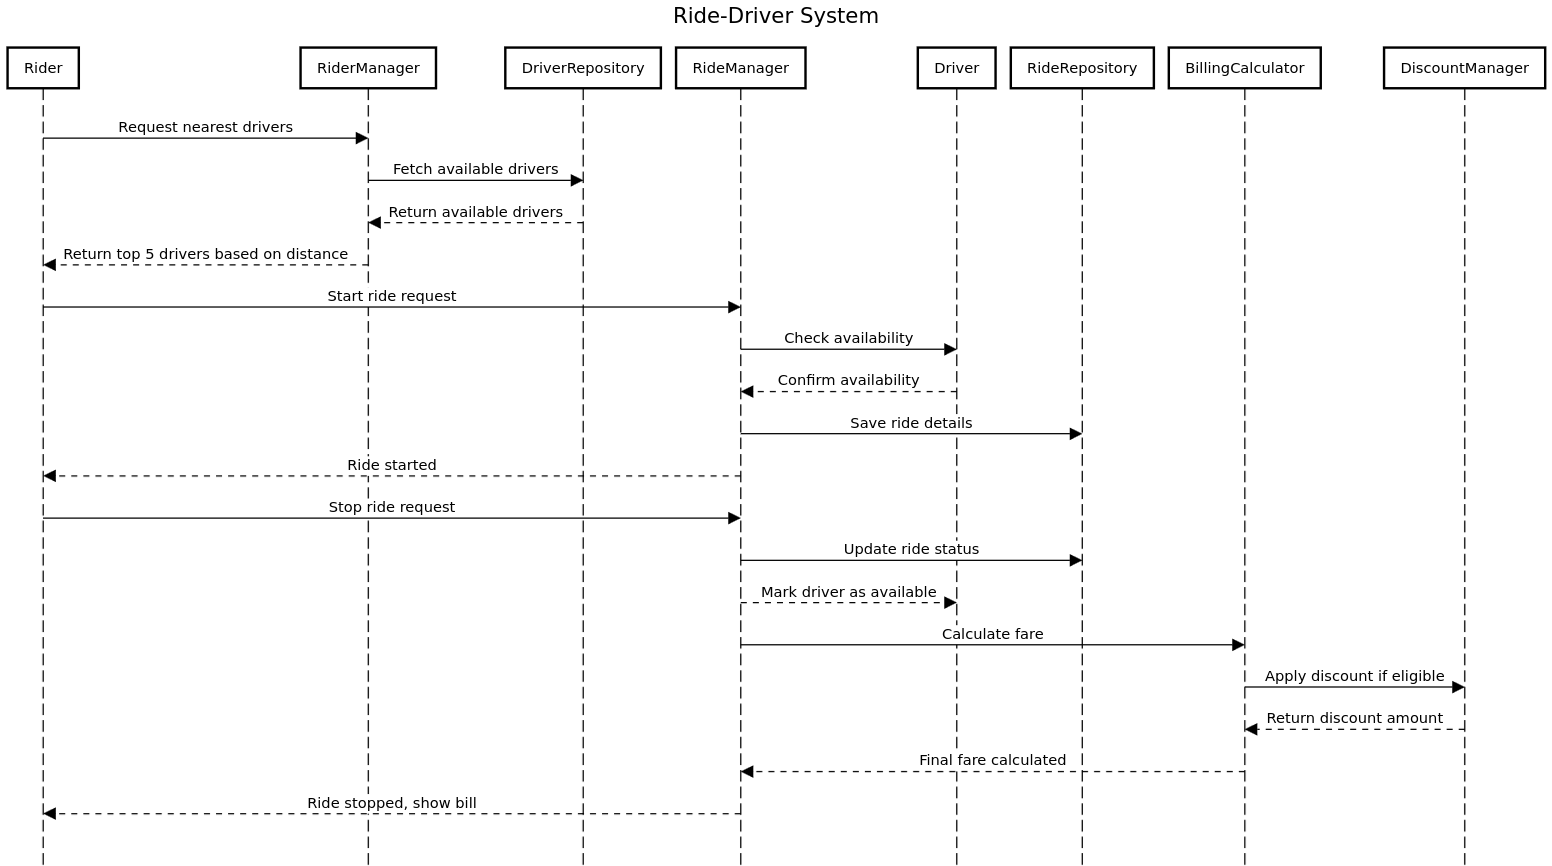 Ride-Driver System
Rider
RiderManager
DriverRepository
RideManager
Driver
RideRepository
BillingCalculator
DiscountManager
Request nearest drivers
Fetch available drivers
Return available drivers
Return top 5 drivers based on distance
Start ride request
Check availability
Confirm availability
Save ride details
Ride started
Stop ride request
Update ride status
Mark driver as available
Calculate fare
Apply discount if eligible
Return discount amount
Final fare calculated
Ride stopped, show bill